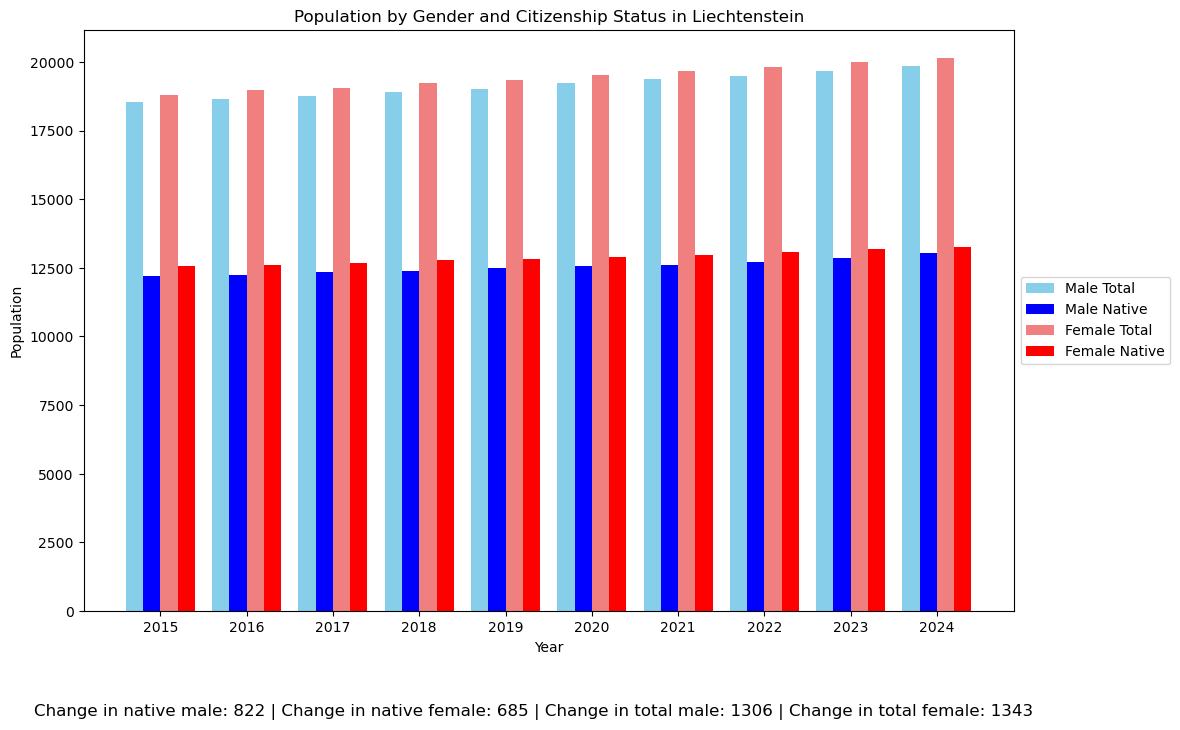 Population by Gender and Citizenship Status in Liechtenstein
20000
17500
15000
12500
10000
7500
5000
2500
0
Population
2015 2016 2017 2018 2019 2020 2021 2022 2023 2024
Year
Male Total
Male Native
Female Total
Female Native
Change in native male: 822 | Change in native female: 685 | Change in total male: 1306 | Change in total female: 1343